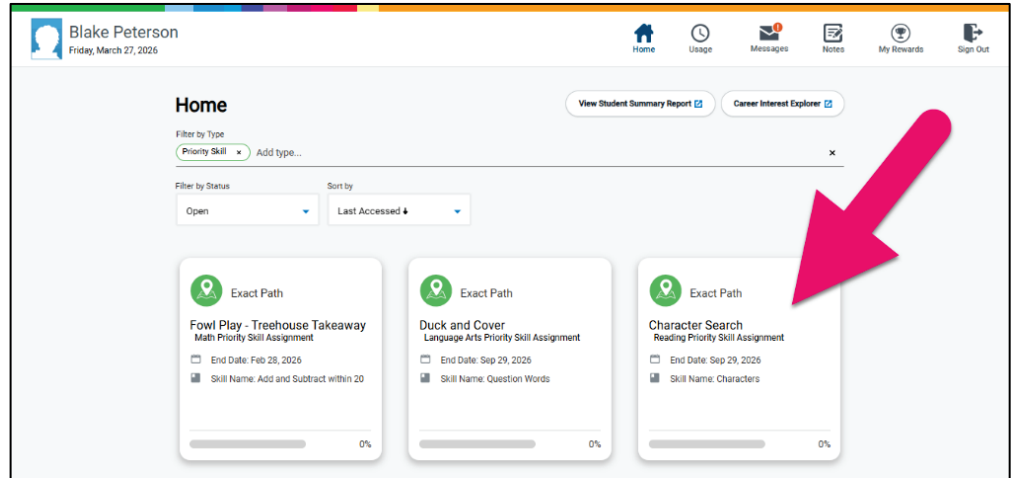 Blake Peterson
Friday, March 27, 2026
Home
Usage
Messages
Notes
My Rewards
Sign Out
Home
View Student Summary Report
Career Interest Explorer
Filter by Type
Priority Skill × Add type... ×
Filter by Status
Sort by
Open
Last Accessed
Exact Path
Fowl Play - Treehouse Takeaway
Math Priority Skill Assignment
End Date: Feb 28, 2026
Skill Name: Add and Subtract within 20
0%
Exact Path
Duck and Cover
Language Arts Priority Skill Assignment
End Date: Sep 29, 2026
Skill Name: Question Words
0%
Exact Path
Character Search
Reading Priority Skill Assignment
End Date: Sep 29, 2026
Skill Name: Characters
0%